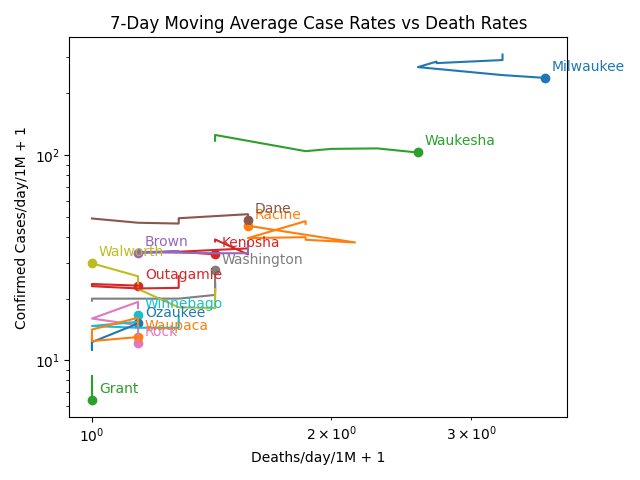 7-Day Moving Average Case Rates vs Death Rates
Confirmed Cases/day/1M + 1
10²
10¹
Milwaukee
Waukesha
Dane
Racine
Brown
Kenosha
Walworth
Washington
Outagamie
Winnebago
Ozaukee
Waupaca
Rock
Grant
10⁰
2 × 10⁰
3 × 10⁰
Deaths/day/1M + 1